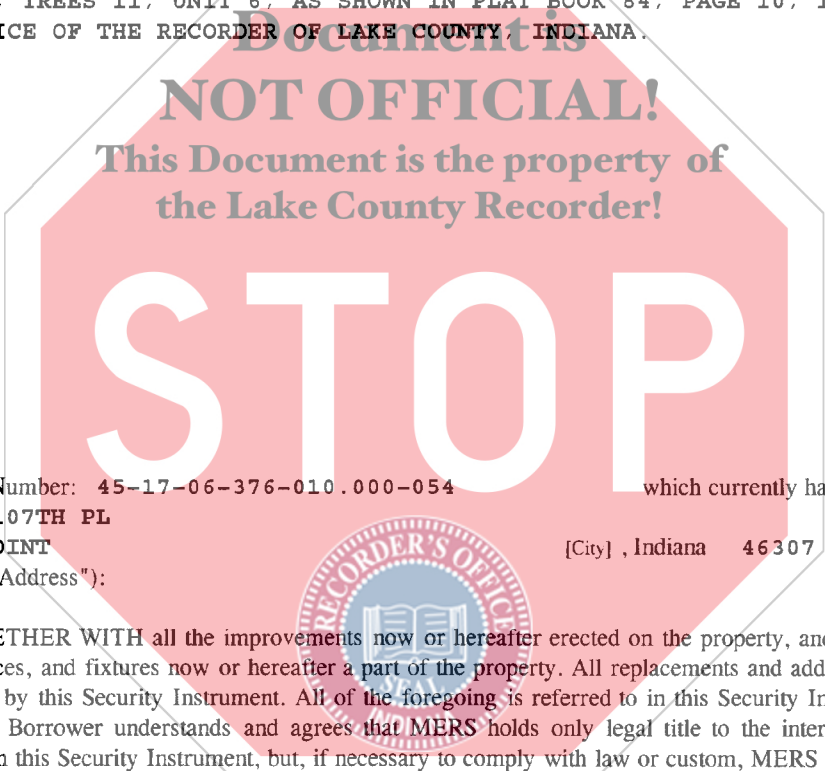 TREES II, UNIT 6, AS SHOWN IN PLAT BOOK 84, PAGE 10,
ICE OF THE RECORDER OF LAKE COUNTY, INDIANA.
Document is
NOT OFFICIAL!
This Document is the property of
the Lake County Recorder!
STOP
Number: 45-17-06-376-010.000-054 which currently ha
107TH PL
OINT [City] , Indiana 46307
Address"):
RECORDER'S OFFICE
SEAL
ETHER WITH all the improvements now or hereafter erected on the property, and
ces, and fixtures now or hereafter a part of the property. All replacements and add
by this Security Instrument. All of the foregoing is referred to in this Security In
Borrower understands and agrees that MERS holds only legal title to the inter
n this Security Instrument, but, if necessary to comply with law or custom, MERS